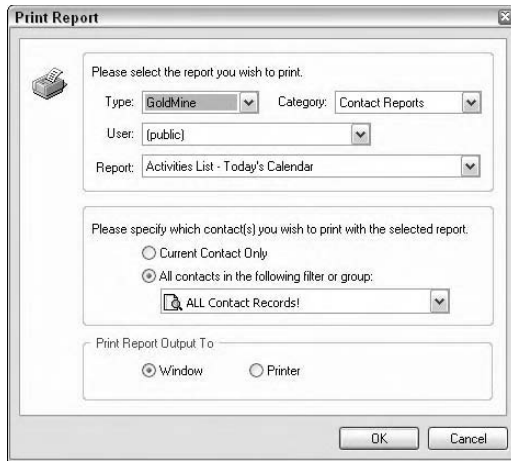 Print Report
Please select the report you wish to print.
Type: GoldMine Category: Contact Reports
User: (public)
Report: Activities List - Today's Calendar
Please specify which contact(s) you wish to print with the selected report.
Current Contact Only
All contacts in the following filter or group:
ALL Contact Records!
Print Report Output To
Window Printer
OK Cancel